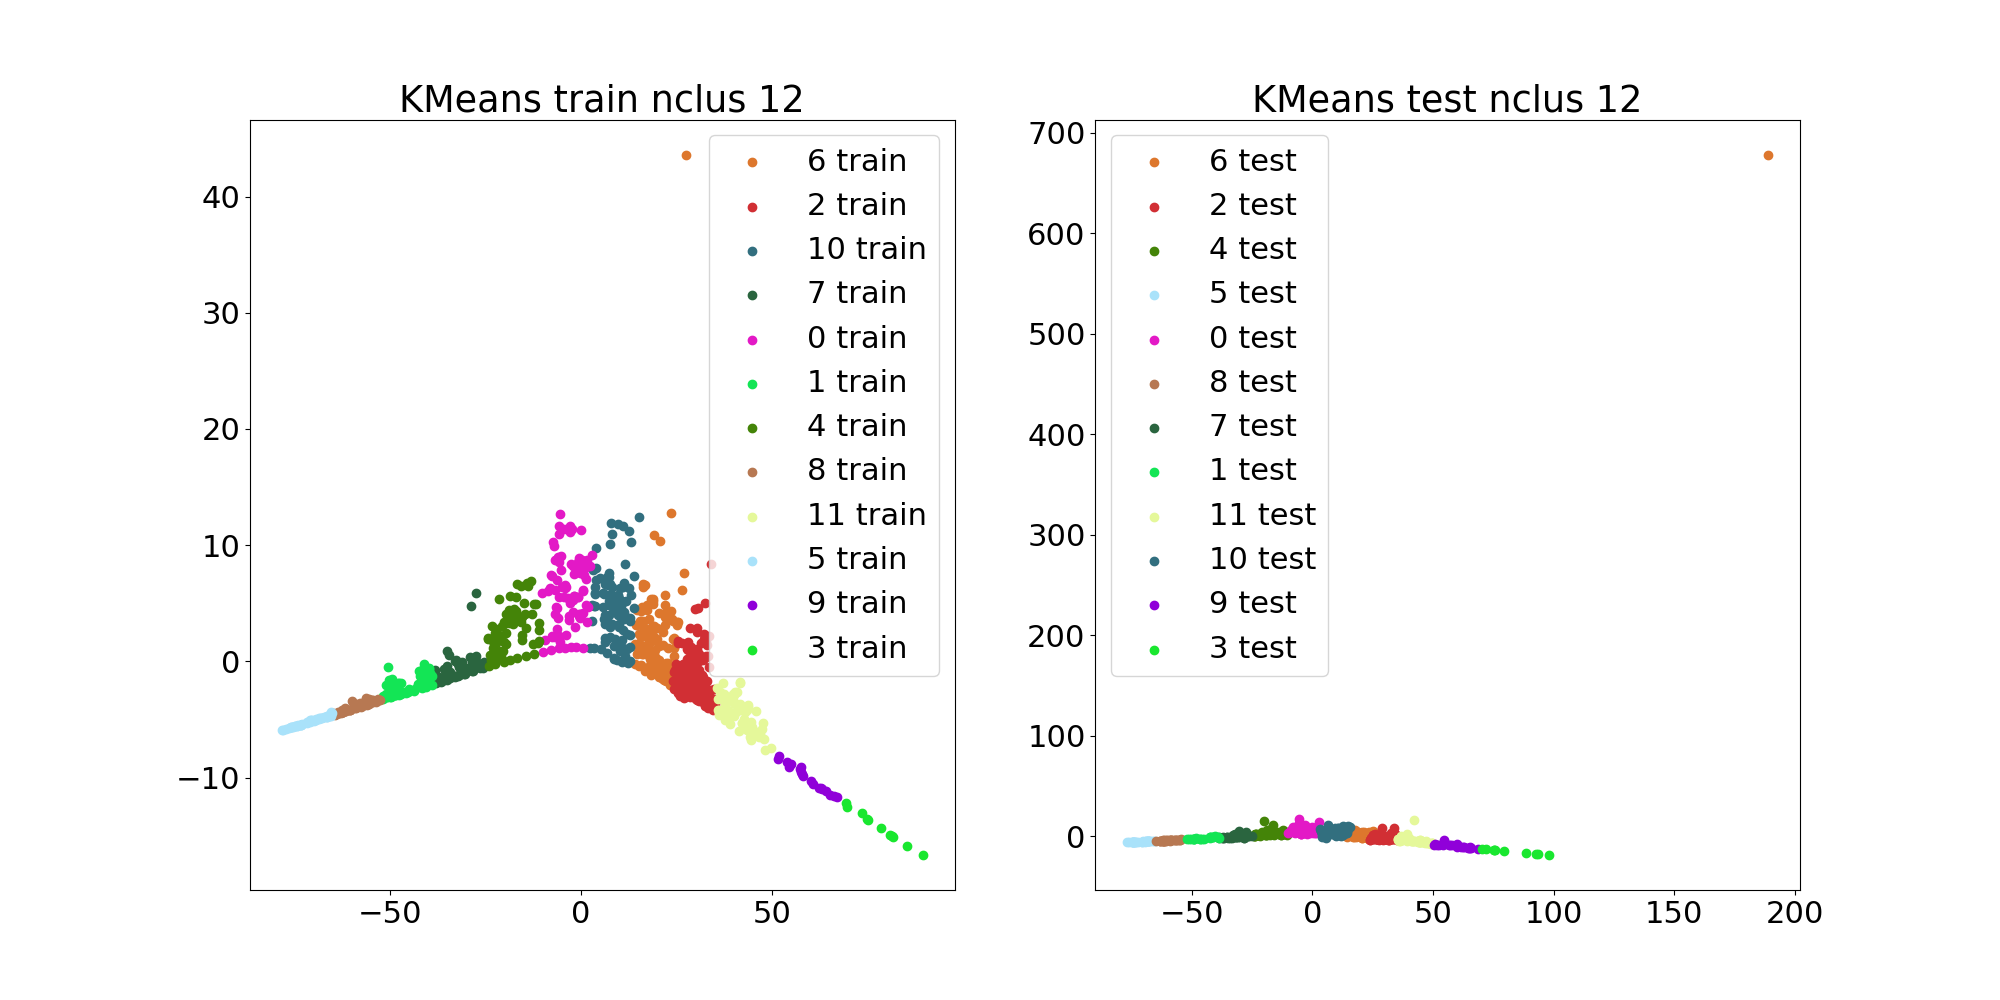 KMeans train nclus 12
40
30
20
10
0
−10
−50
0
50
6 train
2 train
10 train
7 train
0 train
1 train
4 train
8 train
11 train
5 train
9 train
3 train
KMeans test nclus 12
700
600
500
400
300
200
100
0
−50
0
50
100
150
200
6 test
2 test
4 test
5 test
0 test
8 test
7 test
1 test
11 test
10 test
9 test
3 test